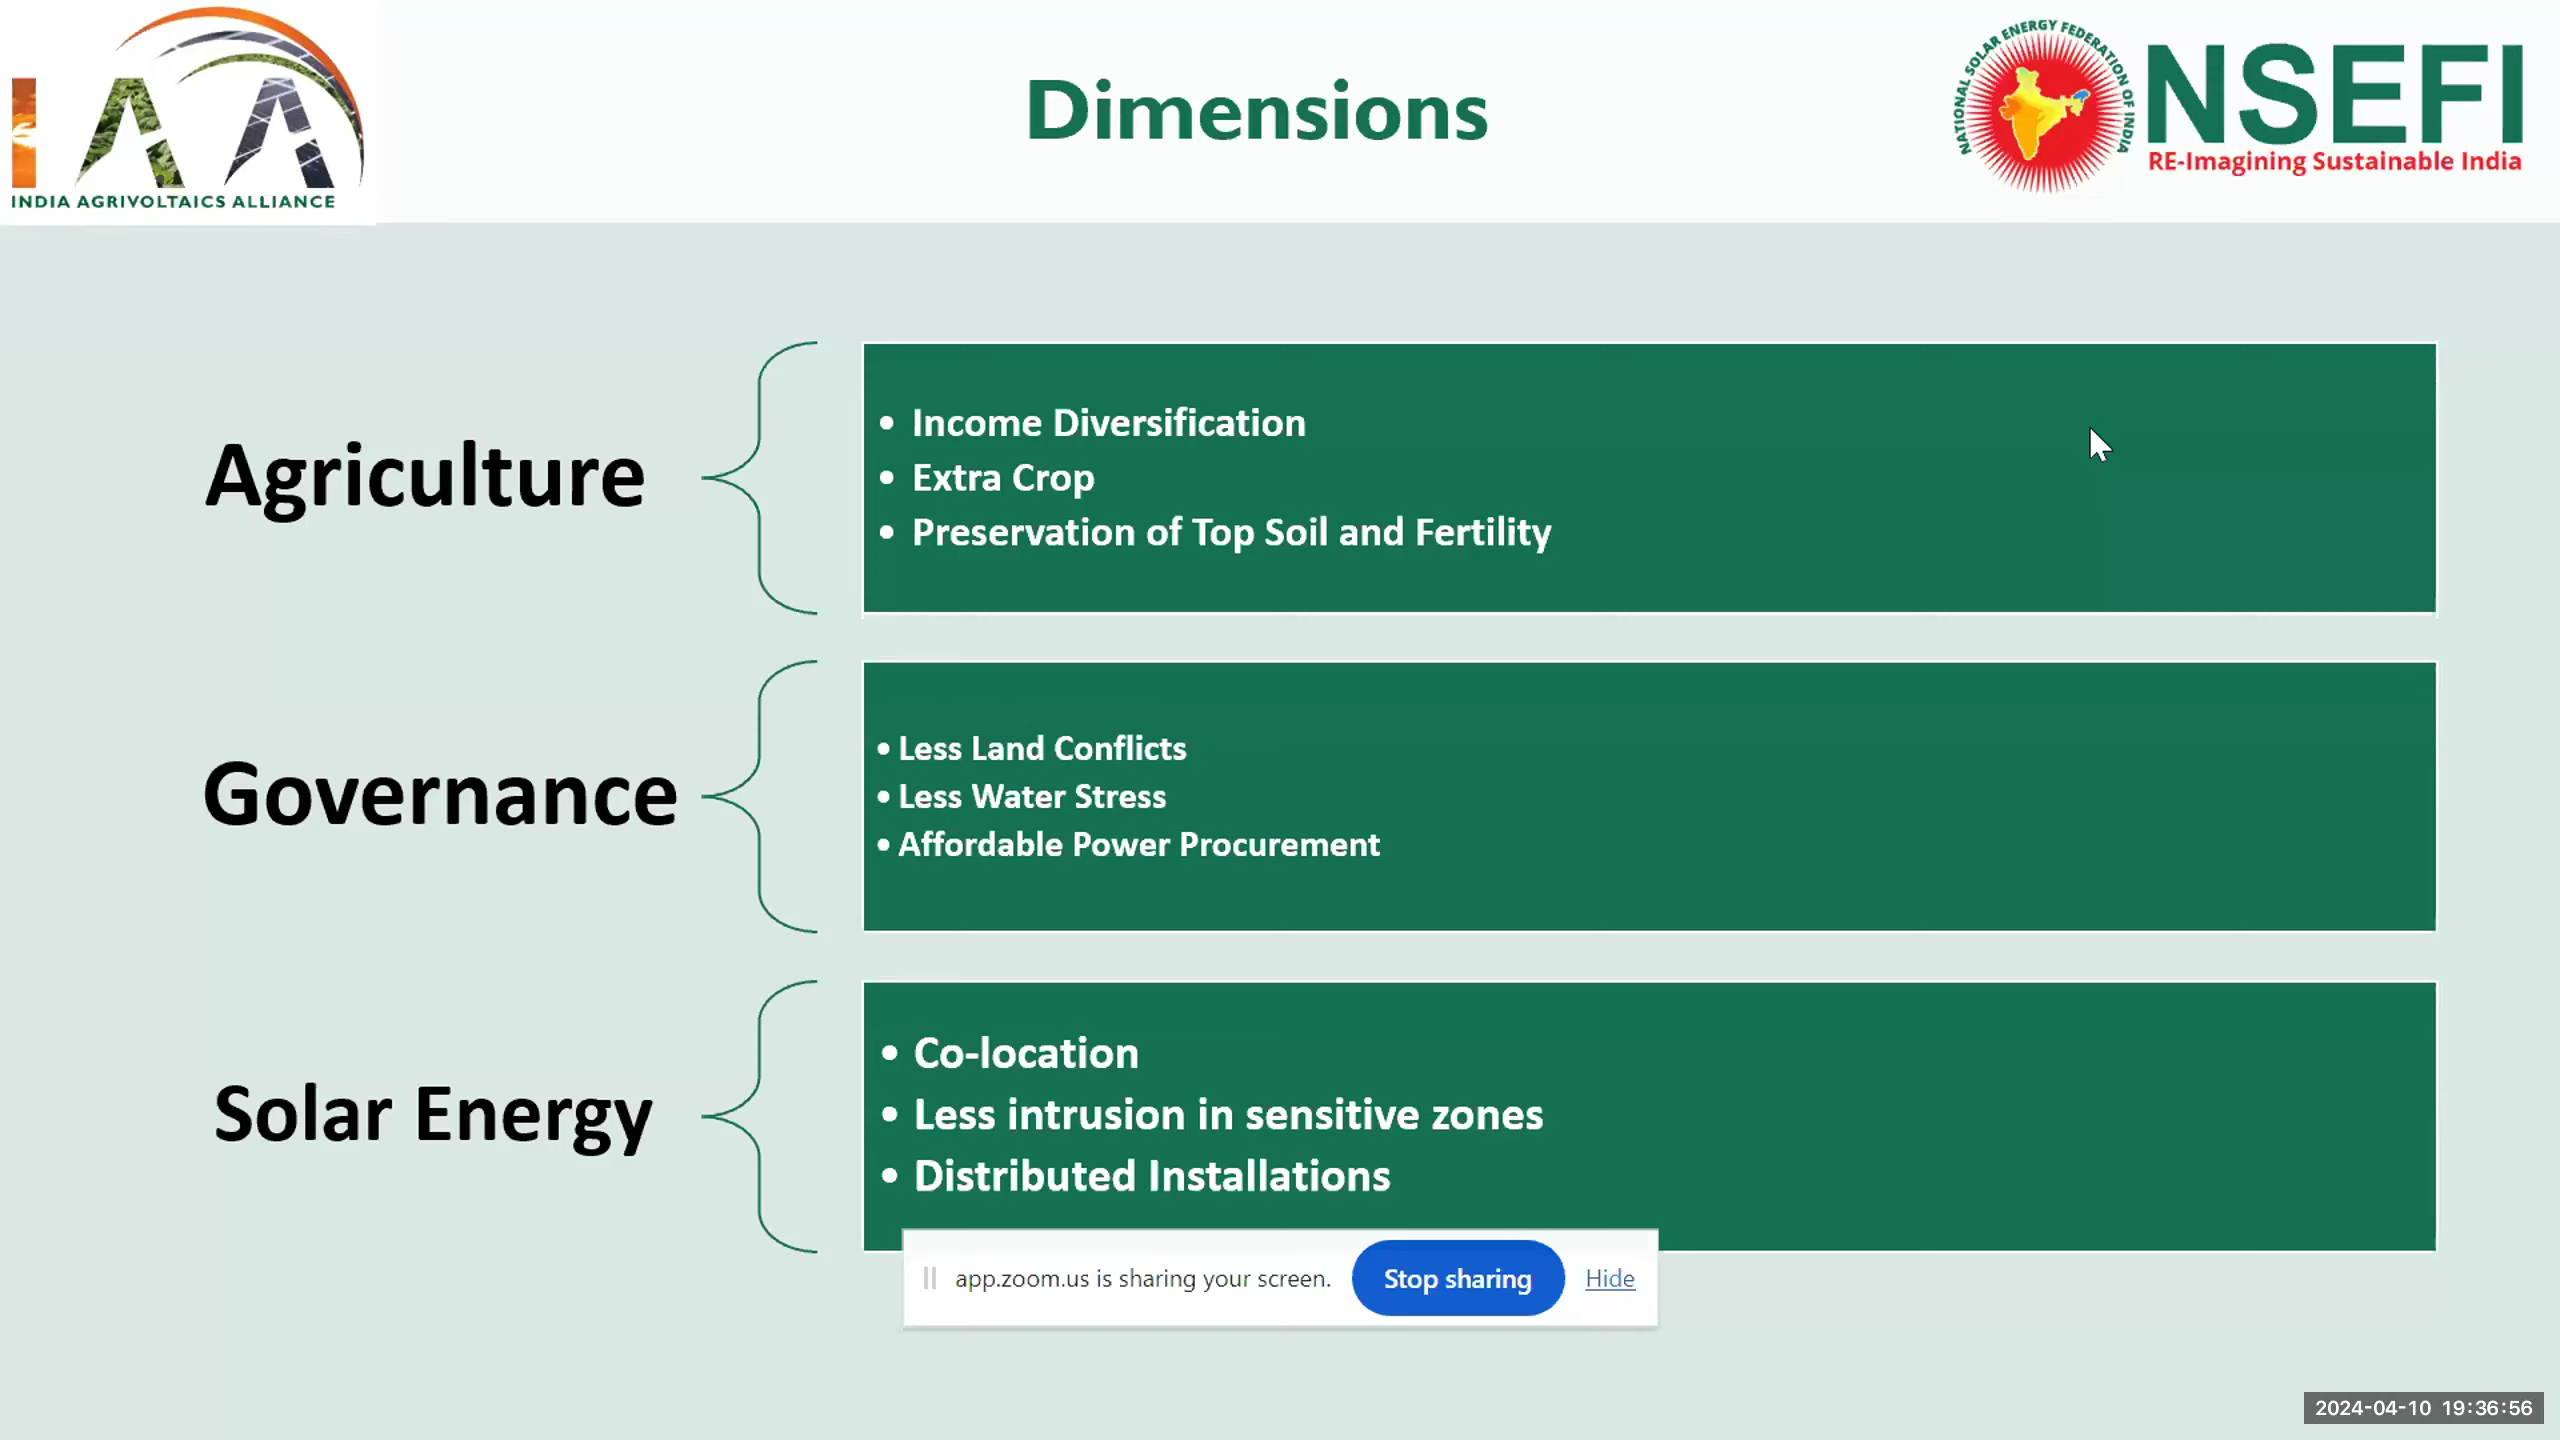 IAA
INDIA AGRIVOLTAICS ALLIANCE
Dimensions
NATIONAL SOLAR ENERGY FEDERATION OF INDIA
NSEFI
RE-Imagining Sustainable India
Agriculture
• Income Diversification
• Extra Crop
• Preservation of Top Soil and Fertility
Governance
• Less Land Conflicts
• Less Water Stress
• Affordable Power Procurement
Solar Energy
• Co-location
• Less intrusion in sensitive zones
• Distributed Installations
app.zoom.us is sharing your screen. Stop sharing Hide
2024-04-10 19:36:56